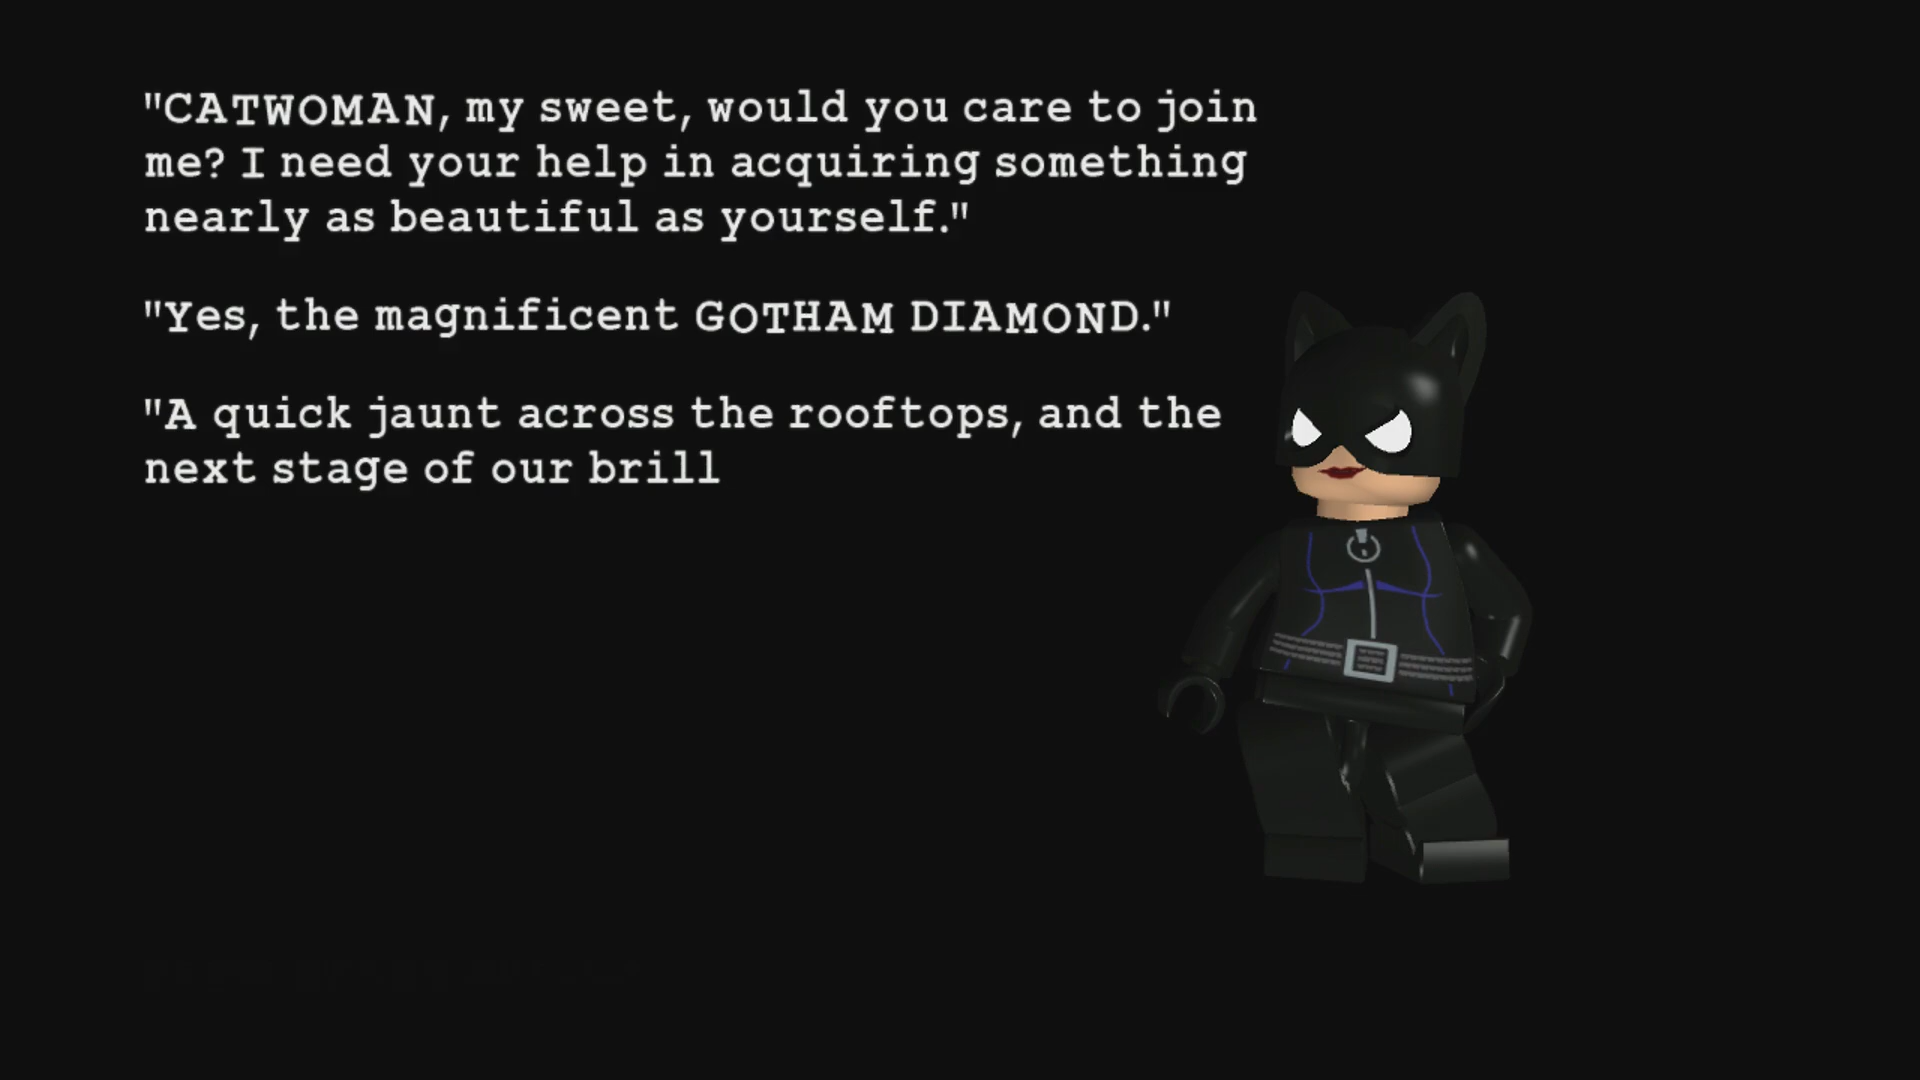 "CATWOMAN, my sweet, would you care to join
me? I need your help in acquiring something
nearly as beautiful as yourself."
"Yes, the magnificent GOTHAM DIAMOND."
"A quick jaunt across the rooftops, and the
next stage of our brill